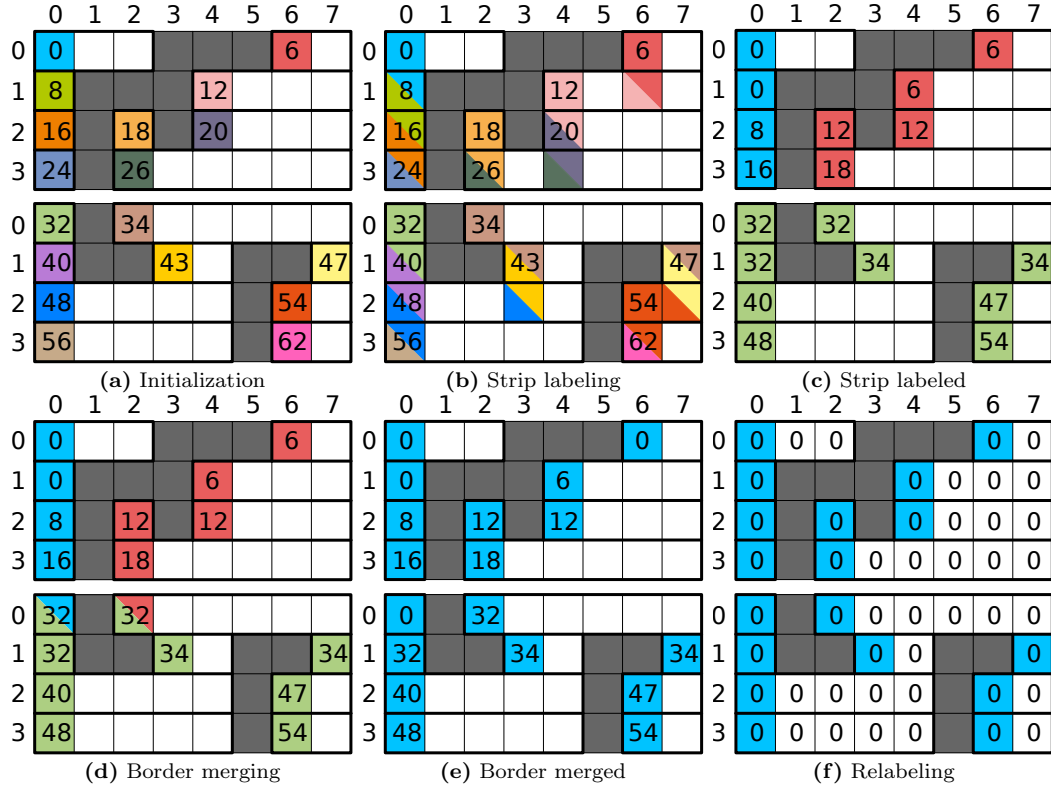 0 1 2 3 4 5 6 7 0 1 2 3 4 5 6 7 0 1 2 3 4 5 6 7
0 0 6 0 0 6 0 0 6
1 8 12 1 8 12 1 0 6
2 16 18 20 2 16 18 20 2 8 12 12
3 24 26 3 24 26 3 16 18
0 32 34 0 32 34 0 32 32
1 40 43 47 1 40 43 47 1 32 34 34
2 48 54 2 48 54 2 40 47
3 56 62 3 56 62 3 48 54
(a) Initialization (b) Strip labeling (c) Strip labeled
0 1 2 3 4 5 6 7 0 1 2 3 4 5 6 7 0 1 2 3 4 5 6 7
0 0 6 0 0 0 0 0 0 0 0 0
1 0 6 1 0 6 1 0 0 0 0 0
2 8 12 12 2 8 12 12 2 0 0 0 0 0 0
3 16 18 3 16 18 3 0 0 0 0 0 0 0
0 32 32 0 0 32 0 0 0 0 0 0 0 0
1 32 34 34 1 32 34 34 1 0 0 0 0
2 40 47 2 40 47 2 0 0 0 0 0 0 0
3 48 54 3 48 54 3 0 0 0 0 0 0 0
(d) Border merging (e) Border merged (f) Relabeling